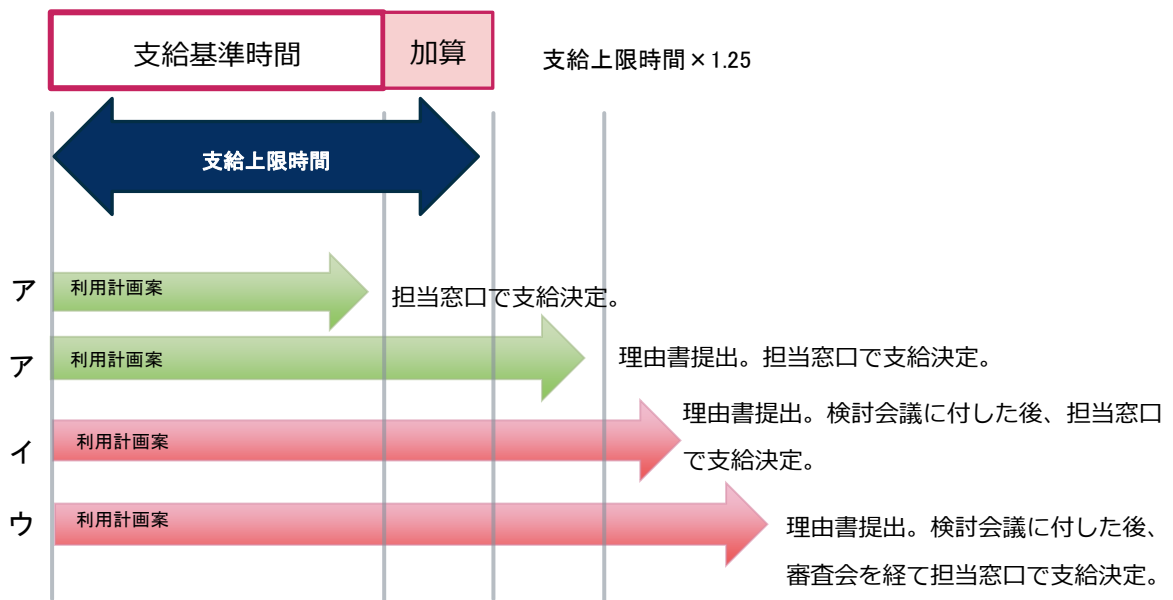 支給基準時間
加算
支給上限時間×1.25
支給上限時間
ア
利用計画案
担当窓口で支給決定。
ア
利用計画案
理由書提出。担当窓口で支給決定。
イ
利用計画案
理由書提出。検討会議に付した後、担当窓口
で支給決定。
ウ
利用計画案
理由書提出。検討会議に付した後、
審査会を経て担当窓口で支給決定。